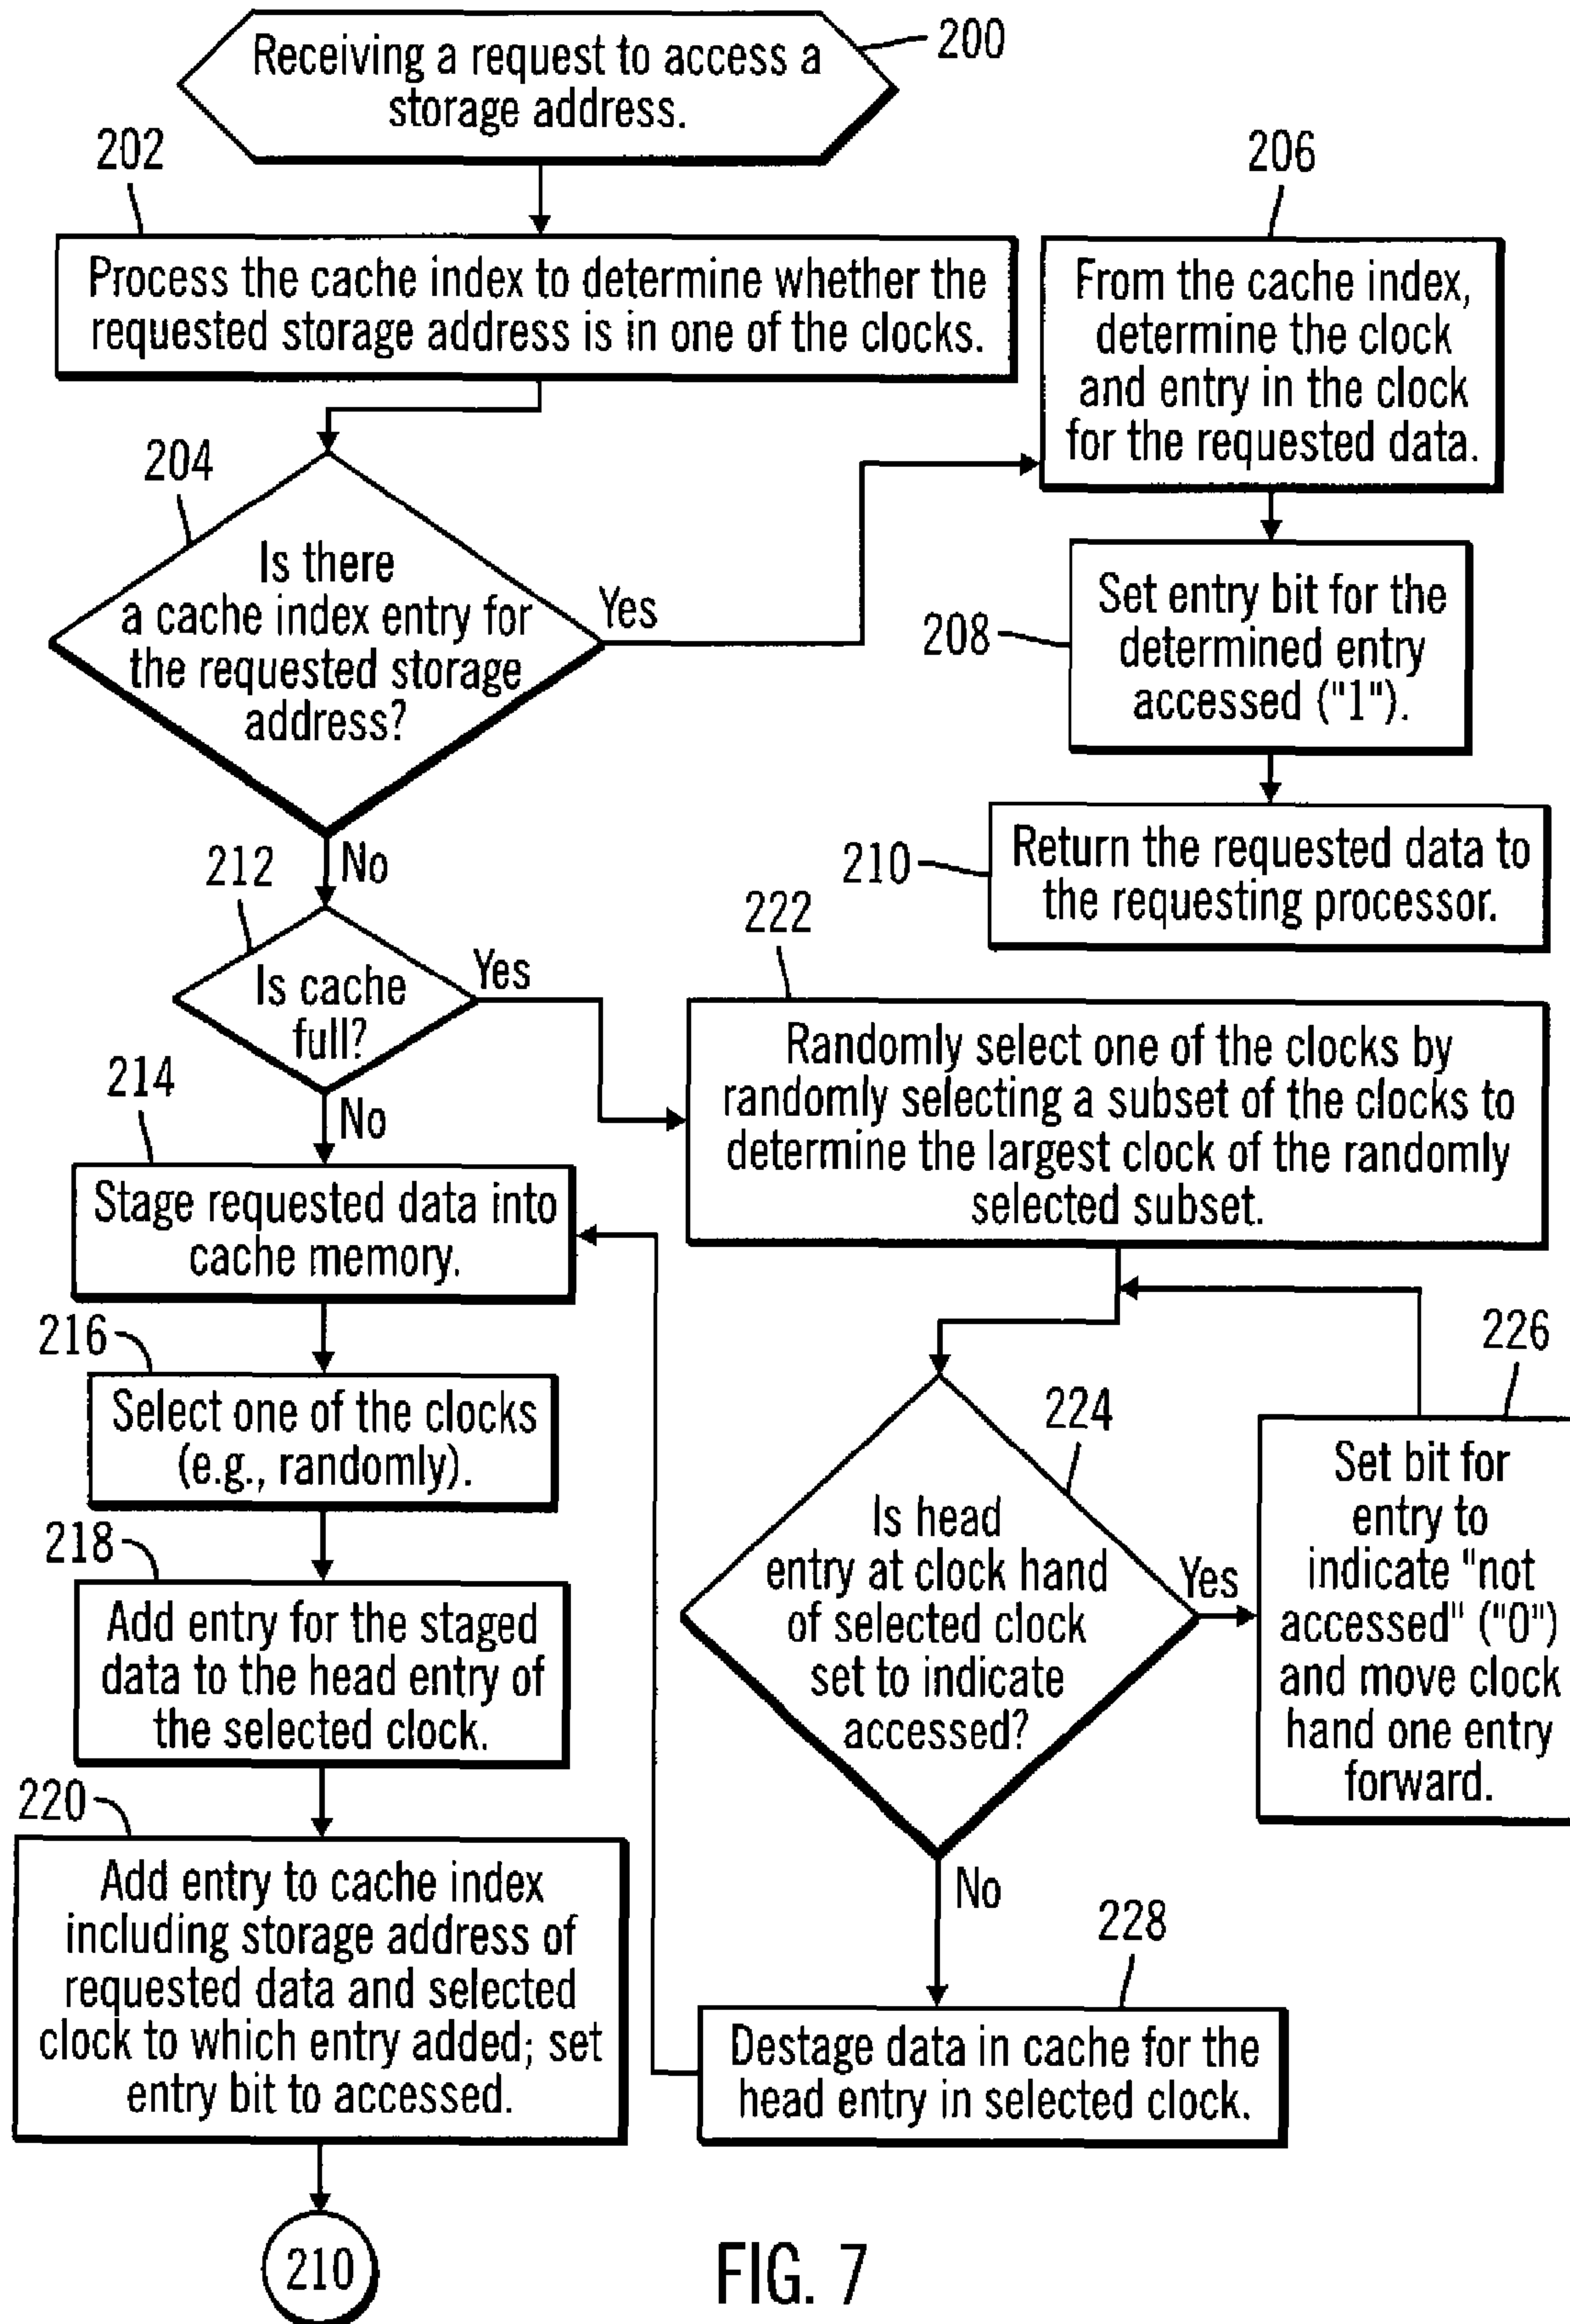 200
Receiving a request to access a
storage address.
202
Process the cache index to determine whether the
requested storage address is in one of the clocks.
206
From the cache index,
determine the clock
and entry in the clock
for the requested data.
204
Is there
a cache index entry for
the requested storage
address?
Yes
No
208
Set entry bit for the
determined entry
accessed ("1").
210
Return the requested data to
the requesting processor.
212
Is cache
full?
Yes
No
222
Randomly select one of the clocks by
randomly selecting a subset of the clocks to
determine the largest clock of the randomly
selected subset.
214
Stage requested data into
cache memory.
216
Select one of the clocks
(e.g., randomly).
218
Add entry for the staged
data to the head entry of
the selected clock.
220
Add entry to cache index
including storage address of
requested data and selected
clock to which entry added; set
entry bit to accessed.
210
224
Is head
entry at clock hand
of selected clock
set to indicate
accessed?
Yes
No
226
Set bit for
entry to
indicate "not
accessed" ("0")
and move clock
hand one entry
forward.
228
Destage data in cache for the
head entry in selected clock.
FIG. 7